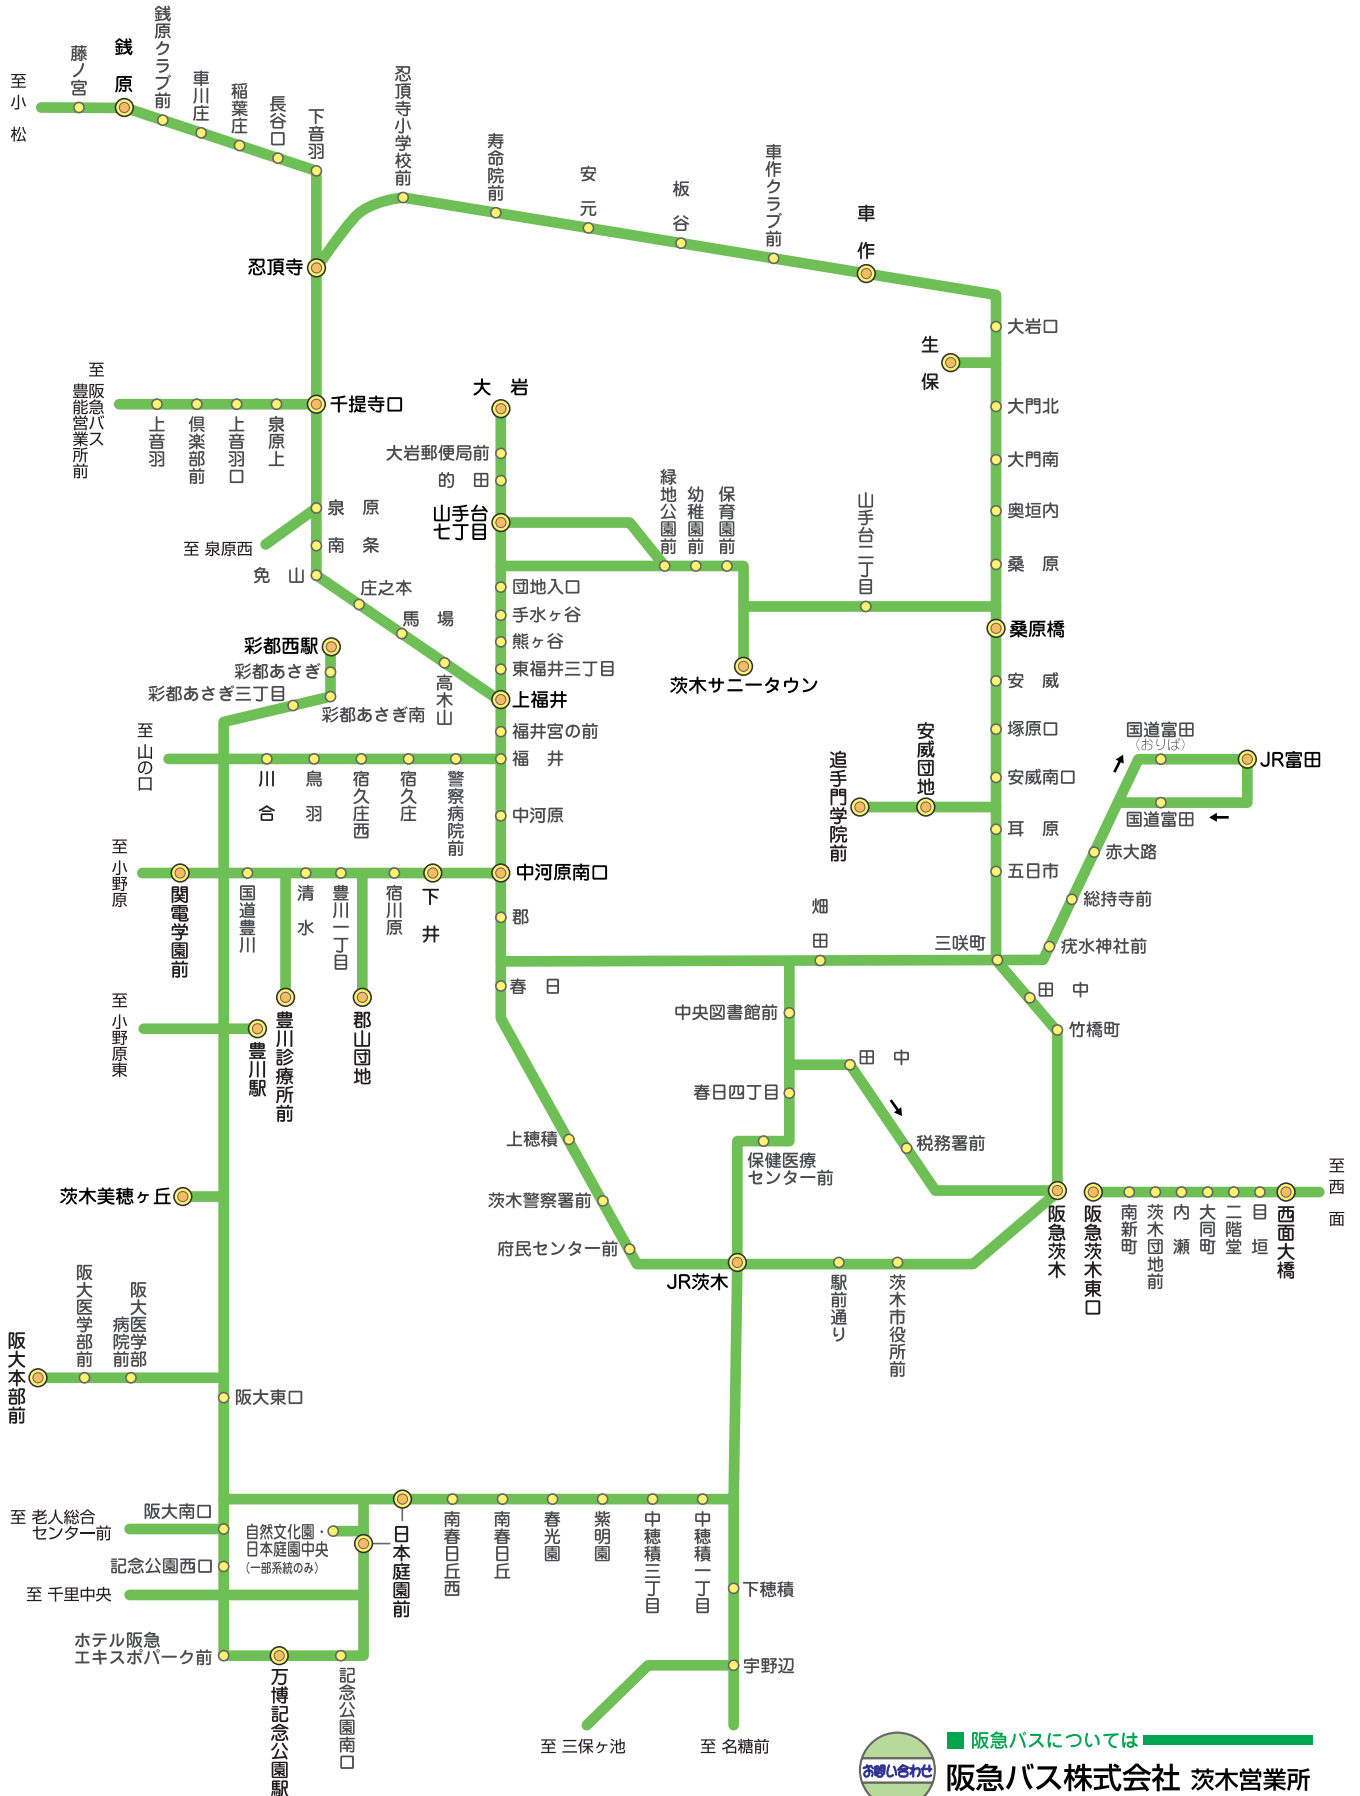 至 小 松
藤ノ宮
銭 原
銭原クラブ前
車川庄
稲葉庄
長谷口
下音羽
忍頂寺小学校前
寿命院前
安 元
板 谷
車作クラブ前
車 作
忍頂寺
大岩口
生 保
大門北
大門南
奥垣内
桑 原
桑原橋
安 威
塚原口
安威南口
耳 原
五日市
至 阪急バス
豊能営業所前
上音羽
倶楽部前
上音羽口
泉原上
千提寺口
大 岩
大岩郵便局前
的 田
山手台
七丁目
緑地公園前
幼稚園前
保育園前
山手台二丁目
泉 原
至 泉原西
南 条
免 山
庄之本
馬 場
高木山
団地入口
手水ヶ谷
熊ヶ谷
東福井三丁目
上福井
茨木サニータウン
彩都西駅
彩都あさぎ
彩都あさぎ三丁目
彩都あさぎ南
福井宮の前
福 井
至 山の口
川 合
鳥 羽
宿久庄西
宿久庄
警察病院前
中河原
追手門学院前
安威団地
国道富田
(おりば)
JR富田
国道富田
赤大路
総持寺前
疣水神社前
至 小野原
関電学園前
国道豊川
清 水
豊川一丁目
宿川原
下 井
中河原南口
郡
畑 田
三咲町
田 中
竹橋町
春 日
至 小野原東
豊川駅
豊川診療所前
郡山団地
中央図書館前
田 中
春日四丁目
税務署前
上穂積
保健医療
センター前
茨木美穂ヶ丘
茨木警察署前
府民センター前
JR茨木
駅前通り
茨木市役所前
阪急茨木
阪急茨木東口
南新町
茨木団地前
内 瀬
大同町
二階堂
目 垣
西面大橋
至 西 面
阪大本部前
阪大医学部前
阪大医学部
病院前
阪大東口
至 老人総合
センター前
阪大南口
自然文化園・
日本庭園中央
(一部系統のみ)
日本庭園前
南春日丘西
南春日丘
春光園
紫明園
中穂積三丁目
中穂積一丁目
記念公園西口
至 千里中央
下穂積
ホテル阪急
エキスポパーク前
万博記念公園駅
記念公園南口
宇野辺
至 三保ヶ池
至 名糖前
お問い合わせ
阪急バスについては
阪急バス株式会社 茨木営業所